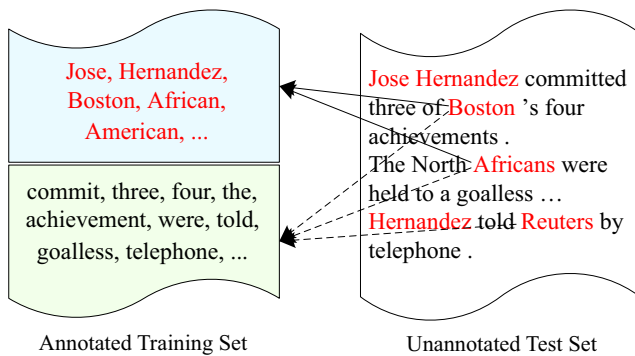 Jose, Hernandez,
Boston, African,
American, ...
commit, three, four, the,
achievement, were, told,
goalless, telephone, ...
Annotated Training Set
Jose Hernandez committed
three of Boston 's four
achievements .
The North Africans were
held to a goalless …
Hernandez told Reuters by
telephone .
Unannotated Test Set